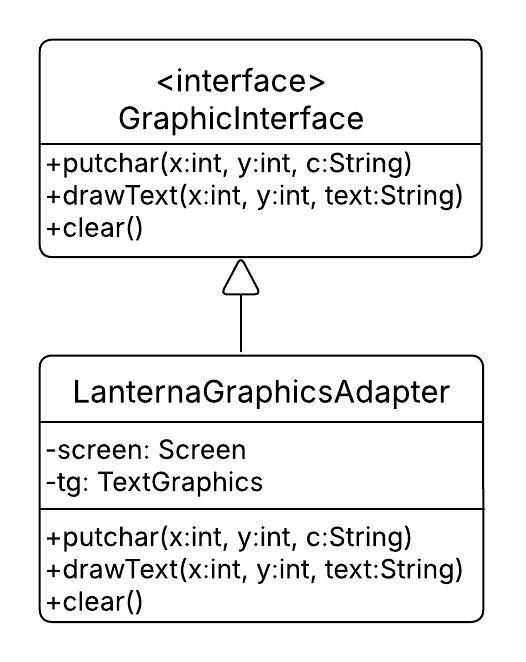 <interface>
GraphicInterface
+putchar(x:int, y:int, c:String)
+drawText(x:int, y:int, text:String)
+clear()
LanternaGraphicsAdapter
-screen: Screen
-tg: TextGraphics
+putchar(x:int, y:int, c:String)
+drawText(x:int, y:int, text:String)
+clear()